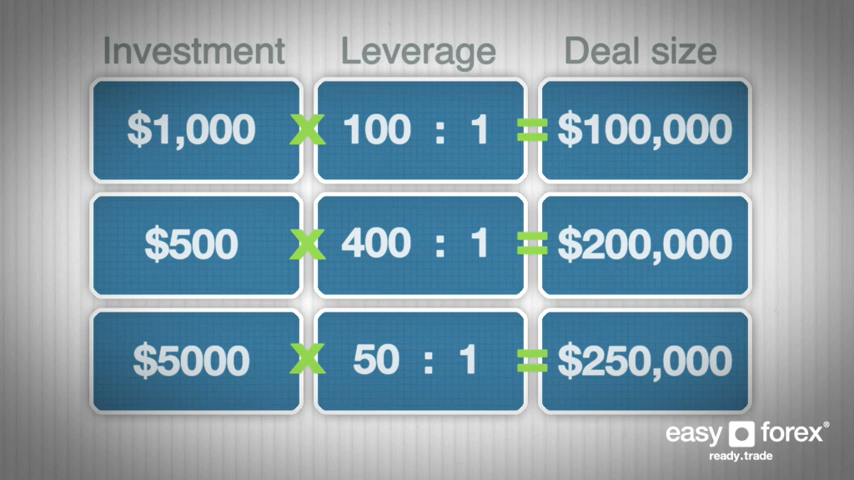 Investment Leverage Deal size
$1,000 x 100 : 1 = $100,000
$500 x 400 : 1 = $200,000
$5000 x 50 : 1 = $250,000
easy forex®
ready.trade